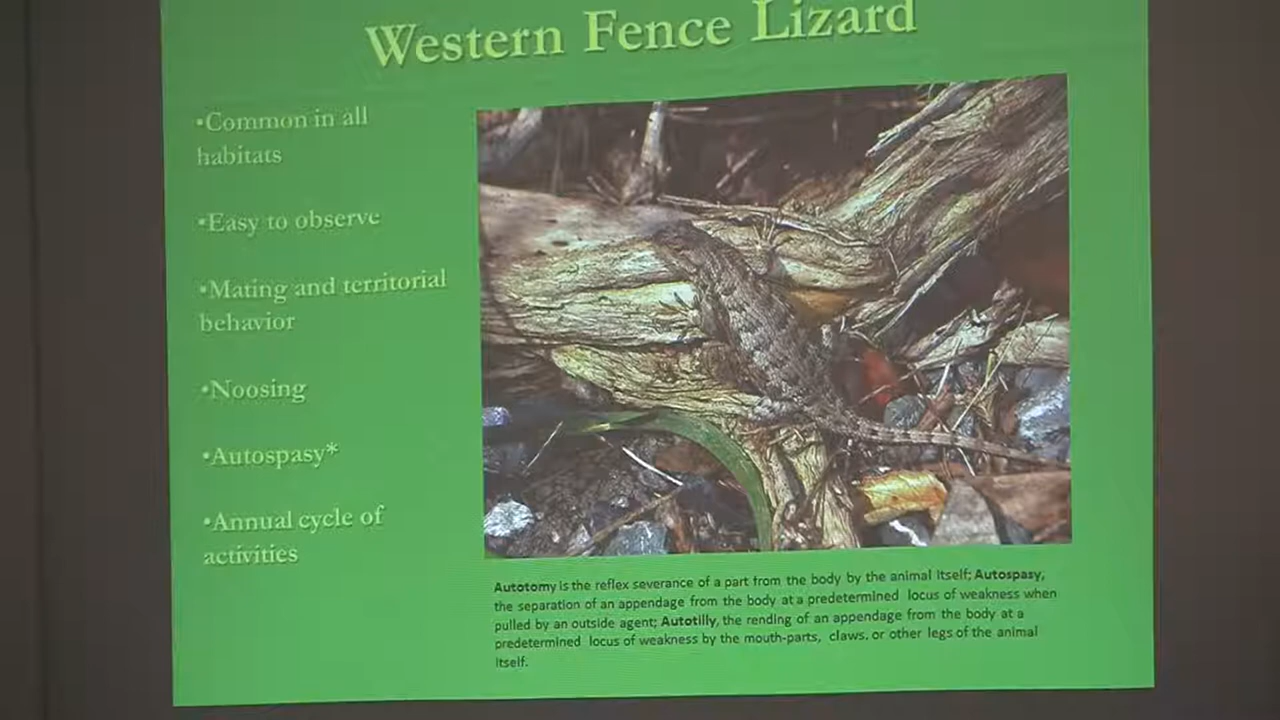 Western Fence Lizard
•Common in all
habitats
•Easy to observe
•Mating and territorial
behavior
•Noosing
•Autospasy*
•Annual cycle of
activities
Autotomy is the reflex severance of a part from the body by the animal itself; Autospasy,
the separation of an appendage from the body at a predetermined locus of weakness when
pulled by an outside agent; Autotilly, the rending of an appendage from the body at a
predetermined locus of weakness by the mouth-parts, claws. or other legs of the animal
itself.